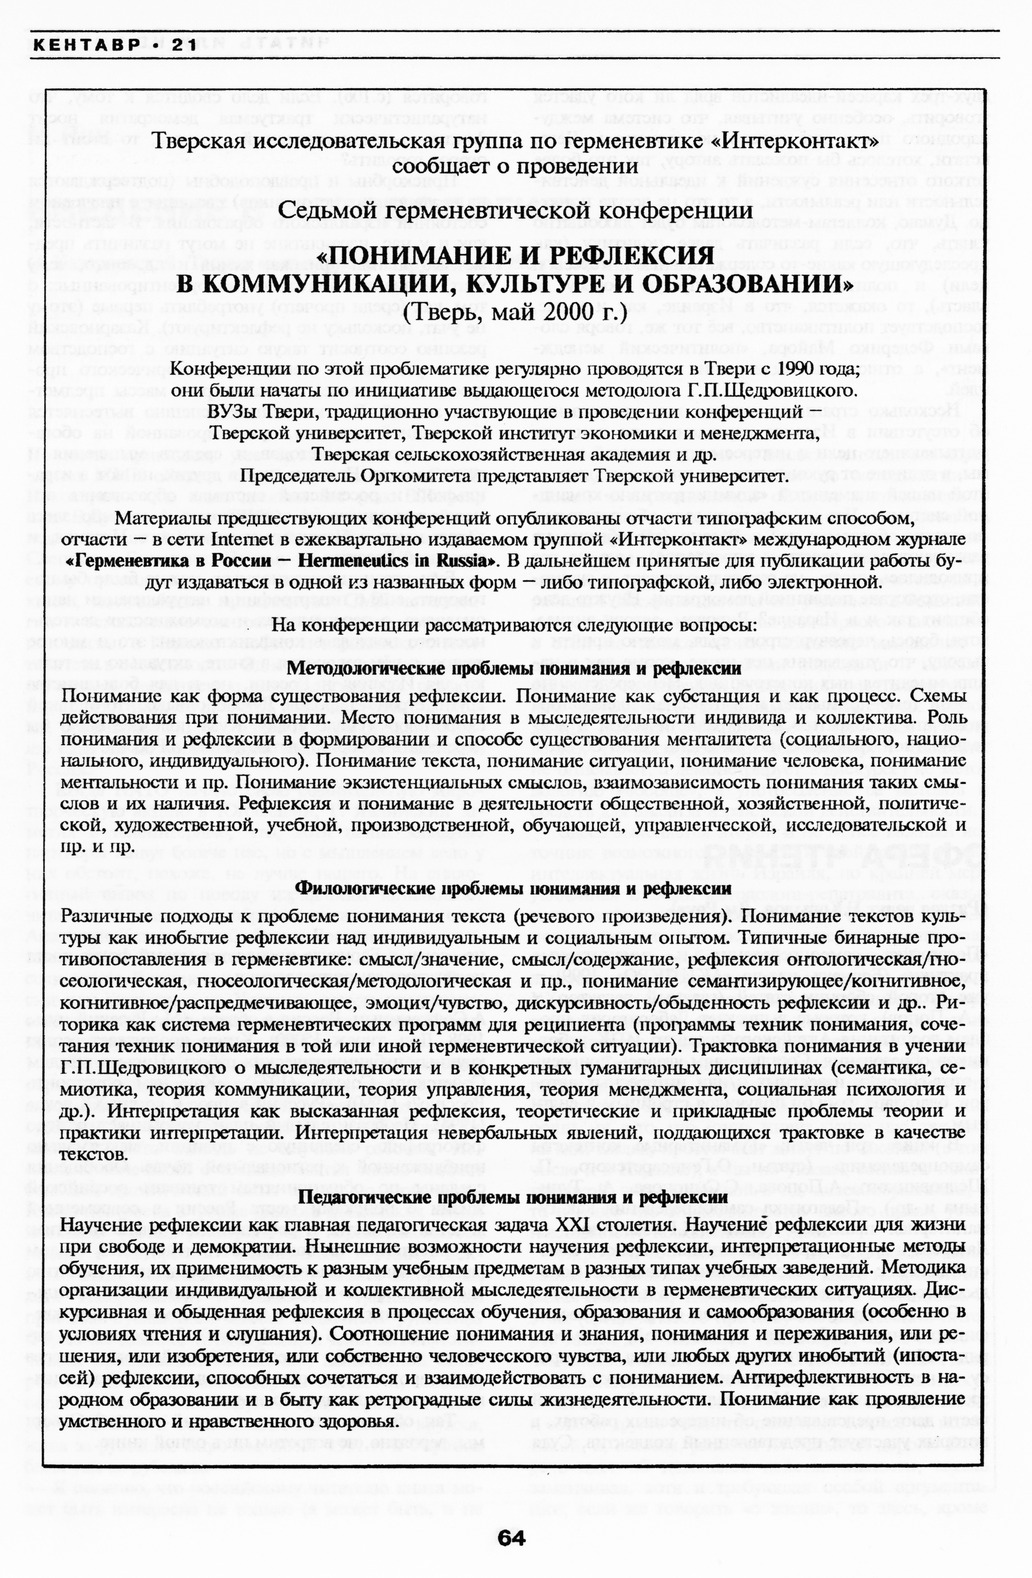 КЕНТАВР • 21
Тверская исследовательская группа по герменевтике «Интерконтакт»
сообщает о проведении
Седьмой герменевтической конференции
«ПОНИМАНИЕ И РЕФЛЕКСИЯ
В КОММУНИКАЦИИ, КУЛЬТУРЕ И ОБРАЗОВАНИИ»
(Тверь, май 2000 г.)
Конференции по этой проблематике регулярно проводятся в Твери с 1990 года;
они были начаты по инициативе выдающегося методолога Г.П.Щедровицкого.
ВУЗы Твери, традиционно участвующие в проведении конференций —
Тверской университет, Тверской институт экономики и менеджмента,
Тверская сельскохозяйственная академия и др.
Председатель Оргкомитета представляет Тверской университет.
Материалы предшествующих конференций опубликованы отчасти типографским способом,
отчасти — в сети Internet в ежеквартально издаваемом группой «Интерконтакт» международном журнале
«Герменевтика в России — Hermeneutics in Russia». В дальнейшем принятые для публикации работы бу-
дут издаваться в одной из названных форм — либо типографской, либо электронной.
На конференции рассматриваются следующие вопросы:
Методологические проблемы понимания и рефлексии
Понимание как форма существования рефлексии. Понимание как субстанция и как процесс. Схемы
действования при понимании. Место понимания в мыследеятельности индивида и коллектива. Роль
понимания и рефлексии в формировании и способе существования менталитета (социального, нацио-
нального, индивидуального). Понимание текста, понимание ситуации, понимание человека, понимание
ментальности и пр. Понимание экзистенциальных смыслов, взаимозависимость понимания таких смы-
слов и их наличия. Рефлексия и понимание в деятельности общественной, хозяйственной, политиче-
ской, художественной, учебной, производственной, обучающей, управленческой, исследовательской и
пр. и пр.
Филологические проблемы понимания и рефлексии
Различные подходы к проблеме понимания текста (речевого произведения). Понимание текстов куль-
туры как инобытие рефлексии над индивидуальным и социальным опытом. Типичные бинарные про-
тивопоставления в герменевтике: смысл/значение, смысл/содержание, рефлексия онтологическая/гно-
сеологическая, гносеологическая/методологическая и пр., понимание семантизирующее/когнитивное,
когнитивное/распредмечивающее, эмоция/чувство, дискурсивность/обыденность рефлексии и др.. Ри-
торика как система герменевтических программ для реципиента (программы техник понимания, соче-
тания техник понимания в той или иной герменевтической ситуации). Трактовка понимания в учении
Г.П.Щедровицкого о мыследеятельности и в конкретных гуманитарных дисциплинах (семантика, се-
миотика, теория коммуникации, теория управления, теория менеджмента, социальная психология и
др.). Интерпретация как высказанная рефлексия, теоретические и прикладные проблемы теории и
практики интерпретации. Интерпретация невербальных явлений, поддающихся трактовке в качестве
текстов.
Педагогические проблемы понимания и рефлексии
Научение рефлексии как главная педагогическая задача XXI столетия. Научение рефлексии для жизни
при свободе и демократии. Нынешние возможности научения рефлексии, интерпретационные методы
обучения, их применимость к разным учебным предметам в разных типах учебных заведений. Методика
организации индивидуальной и коллективной мыследеятельности в герменевтических ситуациях. Дис-
курсивная и обыденная рефлексия в процессах обучения, образования и самообразования (особенно в
условиях чтения и слушания). Соотношение понимания и знания, понимания и переживания, или ре-
шения, или изобретения, или собственно человеческого чувства, или любых других инобытий (ипоста-
сей) рефлексии, способных сочетаться и взаимодействовать с пониманием. Антирефлективность в на-
родном образовании и в быту как ретроградные силы жизнедеятельности. Понимание как проявление
умственного и нравственного здоровья.
64